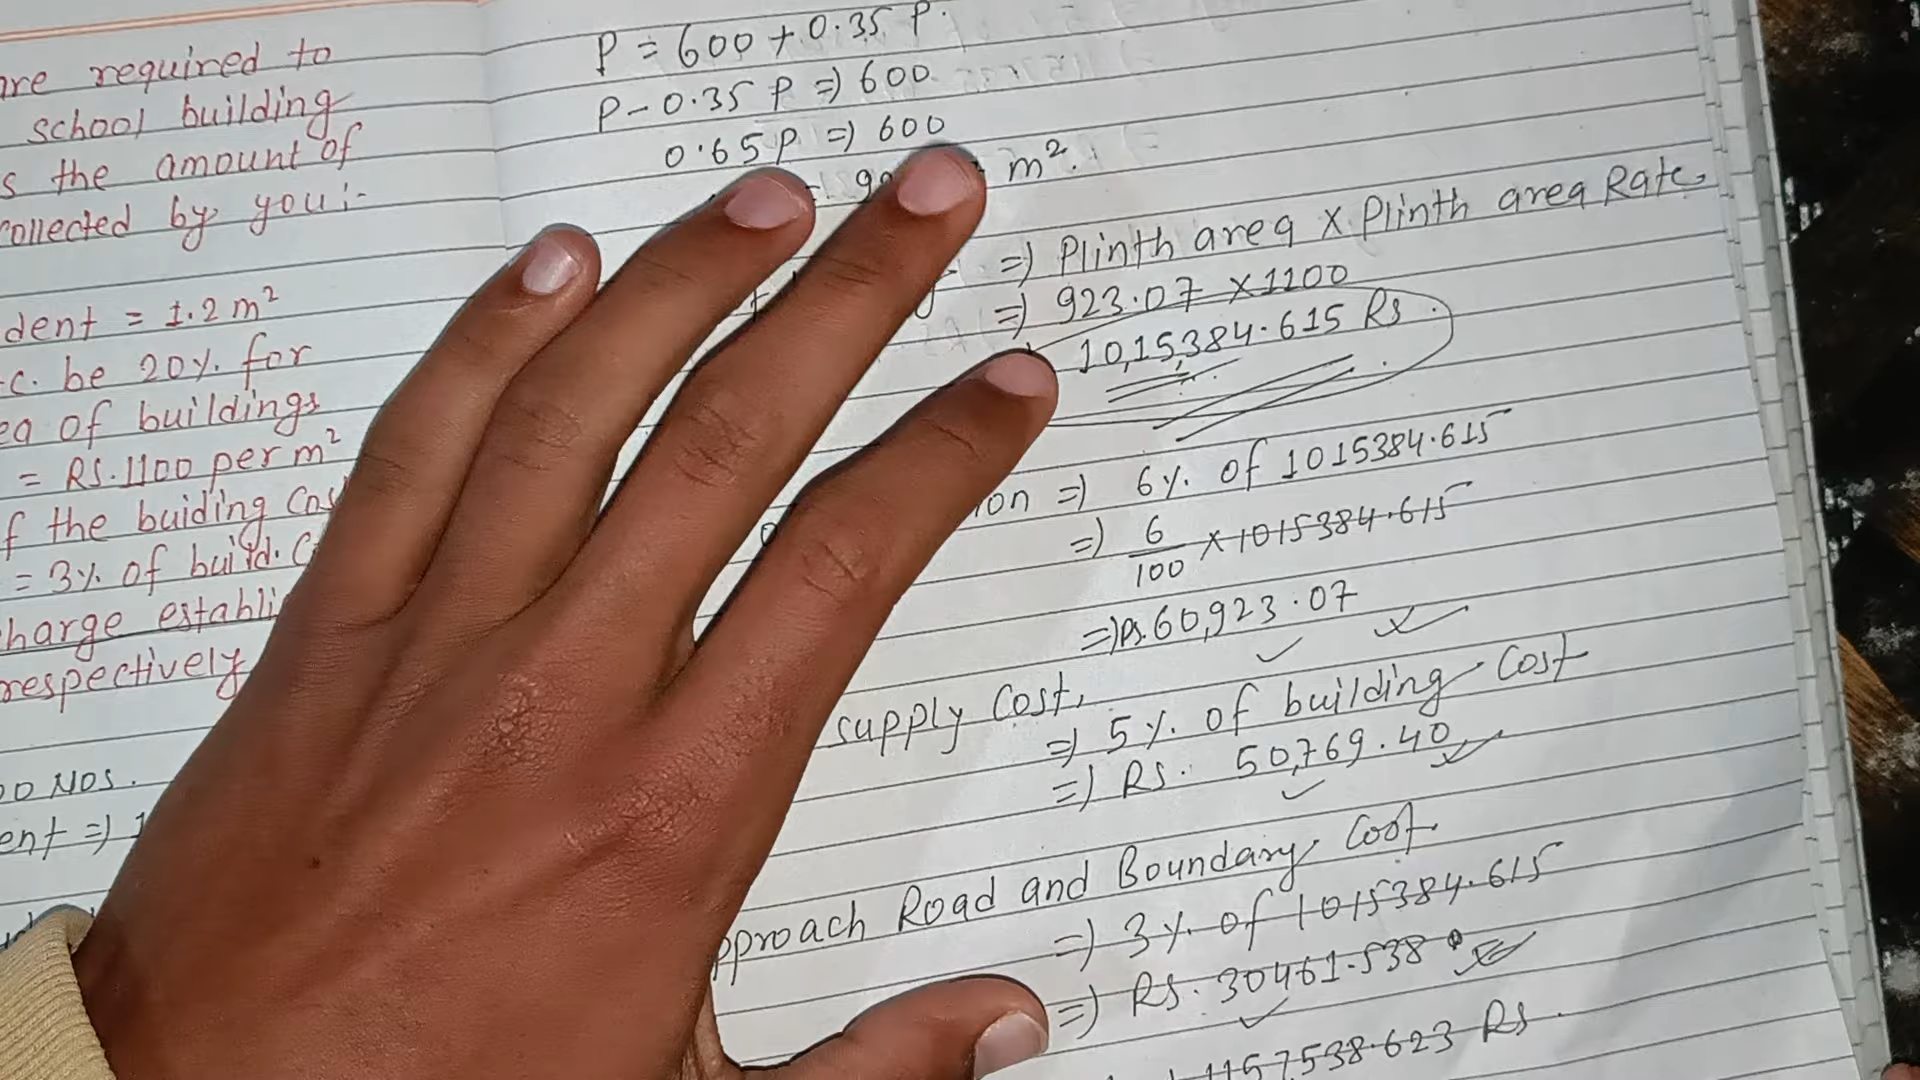 are required to
school building
s the amount of
collected by you:-
dent = 1.2 m²
c. be 20%. for
ea of buildings
= RS.1100 per m²
f the buiding Cos
= 3%. of build. C
harge establi
respectively
00 NOS.
ent => 1
P = 600 + 0.35 P.
P - 0.35 P => 600
0.65 P => 600
= 9 m².
=> Plinth area X Plinth area Rate
=> 923.07 X 1100
10,15,384.615 Rs
on => 6%. of 1015384.615
=> 6/100 X 1015384.615
=> Rs. 60,923.07
supply Cost,
=> 5%. of building Cost
=> RS. 50,769.40
pproach Road and Boundary Cost.
=> 3%. of 1015384.615
=> RS. 30461.538
1157538.623 Rs.